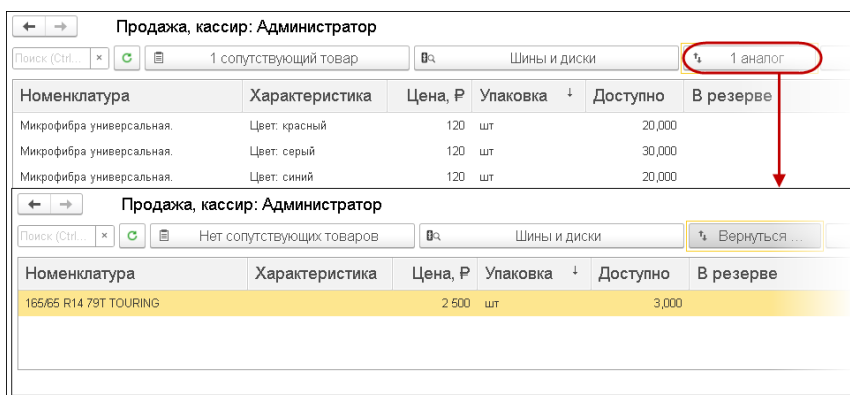 Продажа, кассир: Администратор
Поиск (Ctrl... × 1 сопутствующий товар Шины и диски 1 аналог
Номенклатура Характеристика Цена, ₽ Упаковка ↓ Доступно В резерве
Микрофибра универсальная. Цвет: красный 120 шт 20,000
Микрофибра универсальная. Цвет: серый 120 шт 30,000
Микрофибра универсальная. Цвет: синий 120 шт 20,000
Продажа, кассир: Администратор
Поиск (Ctrl... × Нет сопутствующих товаров Шины и диски Вернуться ...
Номенклатура Характеристика Цена, ₽ Упаковка ↓ Доступно В резерве
165/65 R14 79T TOURING 2 500 шт 3,000